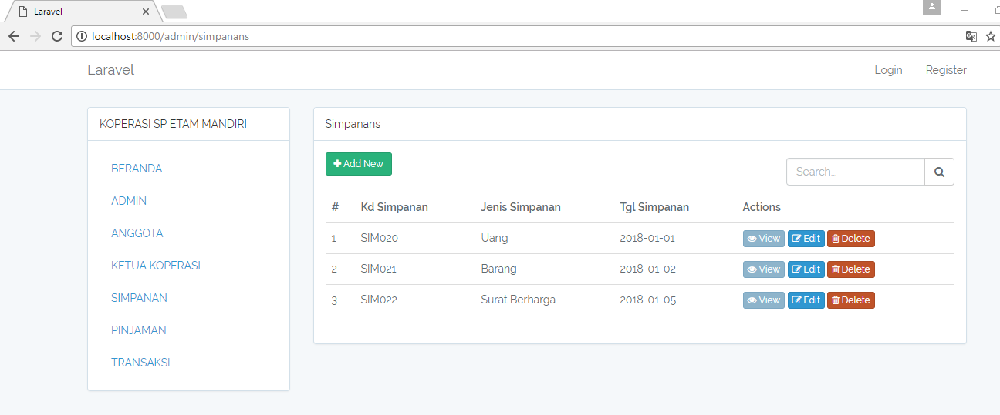 Laravel
localhost:8000/admin/simpanans
Laravel
Login
Register
KOPERASI SP ETAM MANDIRI
BERANDA
ADMIN
ANGGOTA
KETUA KOPERASI
SIMPANAN
PINJAMAN
TRANSAKSI
Simpanans
Add New
Search...
# Kd Simpanan Jenis Simpanan Tgl Simpanan Actions
1 SIM020 Uang 2018-01-01 View Edit Delete
2 SIM021 Barang 2018-01-02 View Edit Delete
3 SIM022 Surat Berharga 2018-01-05 View Edit Delete